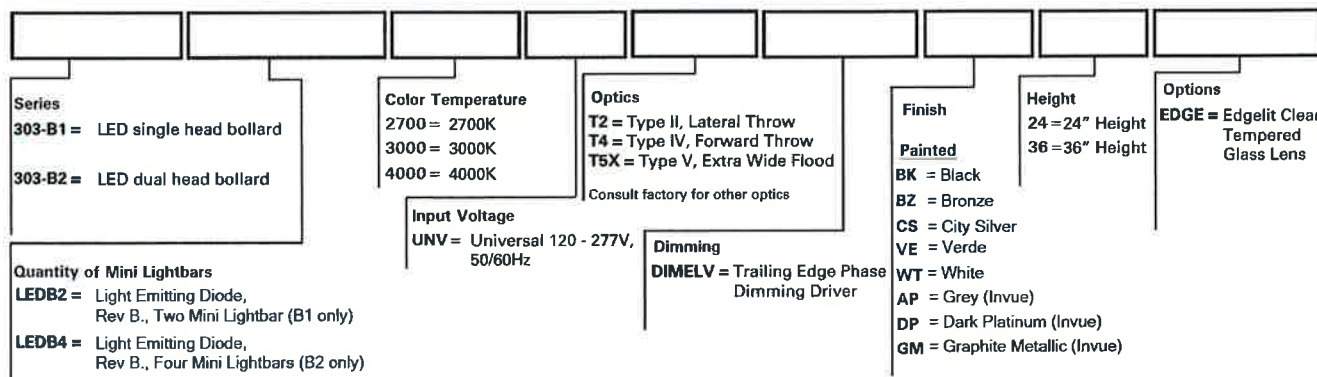 Series
303-B1 = LED single head bollard
303-B2 = LED dual head bollard
Quantity of Mini Lightbars
LEDB2 = Light Emitting Diode,
Rev B., Two Mini Lightbar (B1 only)
LEDB4 = Light Emitting Diode,
Rev B., Four Mini Lightbars (B2 only)
Color Temperature
2700 = 2700K
3000 = 3000K
4000 = 4000K
Input Voltage
UNV = Universal 120 - 277V,
50/60Hz
Optics
T2 = Type II, Lateral Throw
T4 = Type IV, Forward Throw
T5X = Type V, Extra Wide Flood
Consult factory for other optics
Dimming
DIMELV = Trailing Edge Phase
Dimming Driver
Finish
Painted
BK = Black
BZ = Bronze
CS = City Silver
VE = Verde
WT = White
AP = Grey (Invue)
DP = Dark Platinum (Invue)
GM = Graphite Metallic (Invue)
Height
24 = 24" Height
36 = 36" Height
Options
EDGE = Edgelit Clear
Tempered
Glass Lens